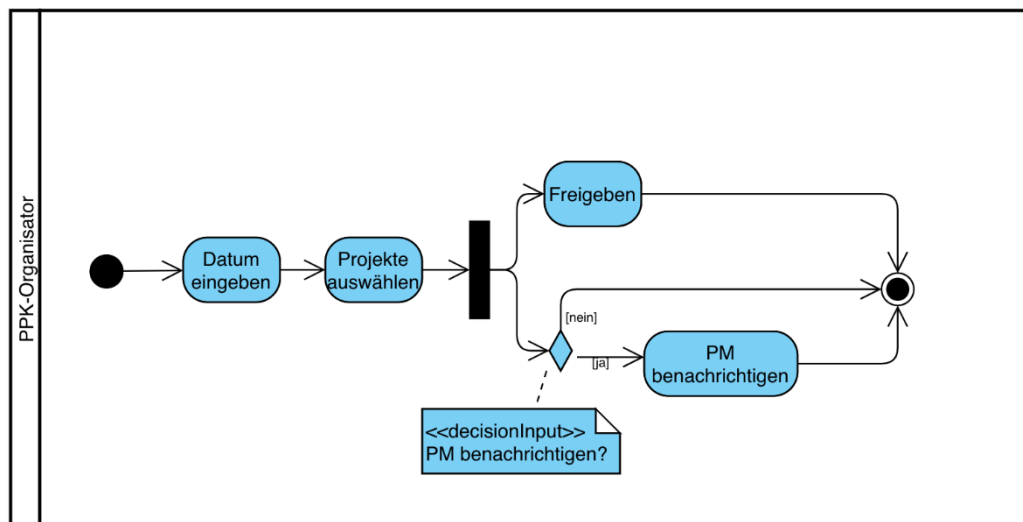 PPK-Organisator
Datum
eingeben
Projekte
auswählen
Freigeben
[nein]
[ja]
PM
benachrichtigen
<<decisionInput>>
PM benachrichtigen?